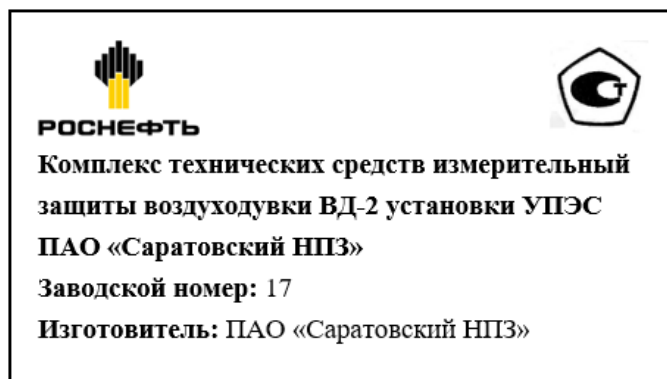 РОСНЕФТЬ
Комплекс технических средств измерительный
защиты воздуходувки ВД-2 установки УПЭС
ПАО «Саратовский НПЗ»
Заводской номер: 17
Изготовитель: ПАО «Саратовский НПЗ»